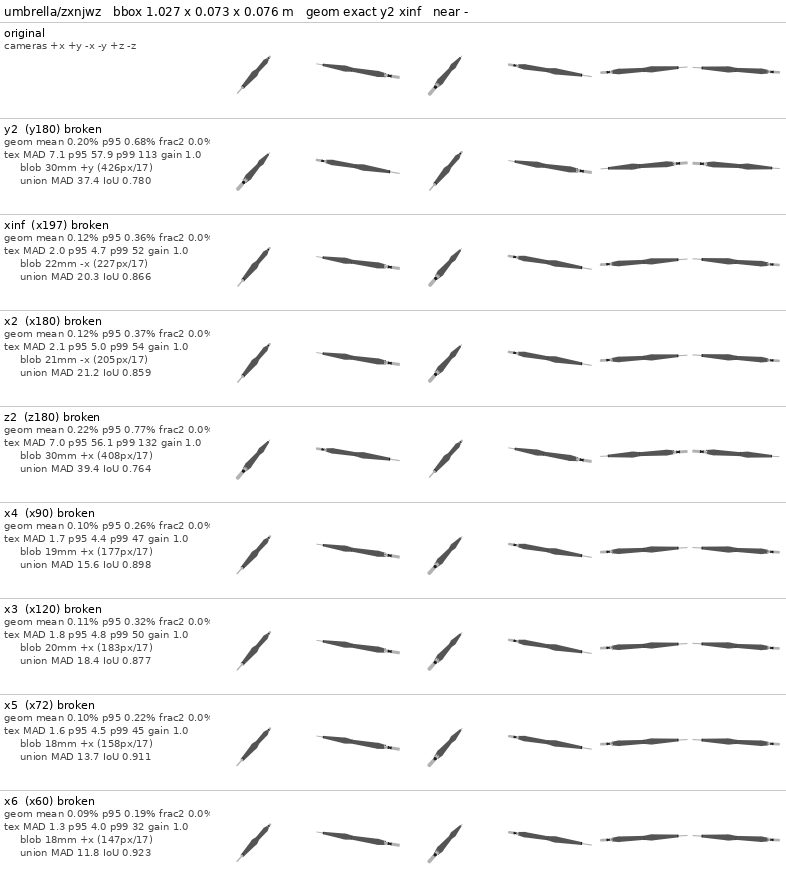 umbrella/zxnjwz bbox 1.027 x 0.073 x 0.076 m geom exact y2 xinf near -
original
cameras +x +y -x -y +z -z
y2 (y180) broken
geom mean 0.20% p95 0.68% frac2 0.0%
tex MAD 7.1 p95 57.9 p99 113 gain 1.0
blob 30mm +y (426px/17)
union MAD 37.4 IoU 0.780
xinf (x197) broken
geom mean 0.12% p95 0.36% frac2 0.0%
tex MAD 2.0 p95 4.7 p99 52 gain 1.0
blob 22mm -x (227px/17)
union MAD 20.3 IoU 0.866
x2 (x180) broken
geom mean 0.12% p95 0.37% frac2 0.0%
tex MAD 2.1 p95 5.0 p99 54 gain 1.0
blob 21mm -x (205px/17)
union MAD 21.2 IoU 0.859
z2 (z180) broken
geom mean 0.22% p95 0.77% frac2 0.0%
tex MAD 7.0 p95 56.1 p99 132 gain 1.0
blob 30mm +x (408px/17)
union MAD 39.4 IoU 0.764
x4 (x90) broken
geom mean 0.10% p95 0.26% frac2 0.0%
tex MAD 1.7 p95 4.4 p99 47 gain 1.0
blob 19mm +x (177px/17)
union MAD 15.6 IoU 0.898
x3 (x120) broken
geom mean 0.11% p95 0.32% frac2 0.0%
tex MAD 1.8 p95 4.8 p99 50 gain 1.0
blob 20mm +x (183px/17)
union MAD 18.4 IoU 0.877
x5 (x72) broken
geom mean 0.10% p95 0.22% frac2 0.0%
tex MAD 1.6 p95 4.5 p99 45 gain 1.0
blob 18mm +x (158px/17)
union MAD 13.7 IoU 0.911
x6 (x60) broken
geom mean 0.09% p95 0.19% frac2 0.0%
tex MAD 1.3 p95 4.0 p99 32 gain 1.0
blob 18mm +x (147px/17)
union MAD 11.8 IoU 0.923